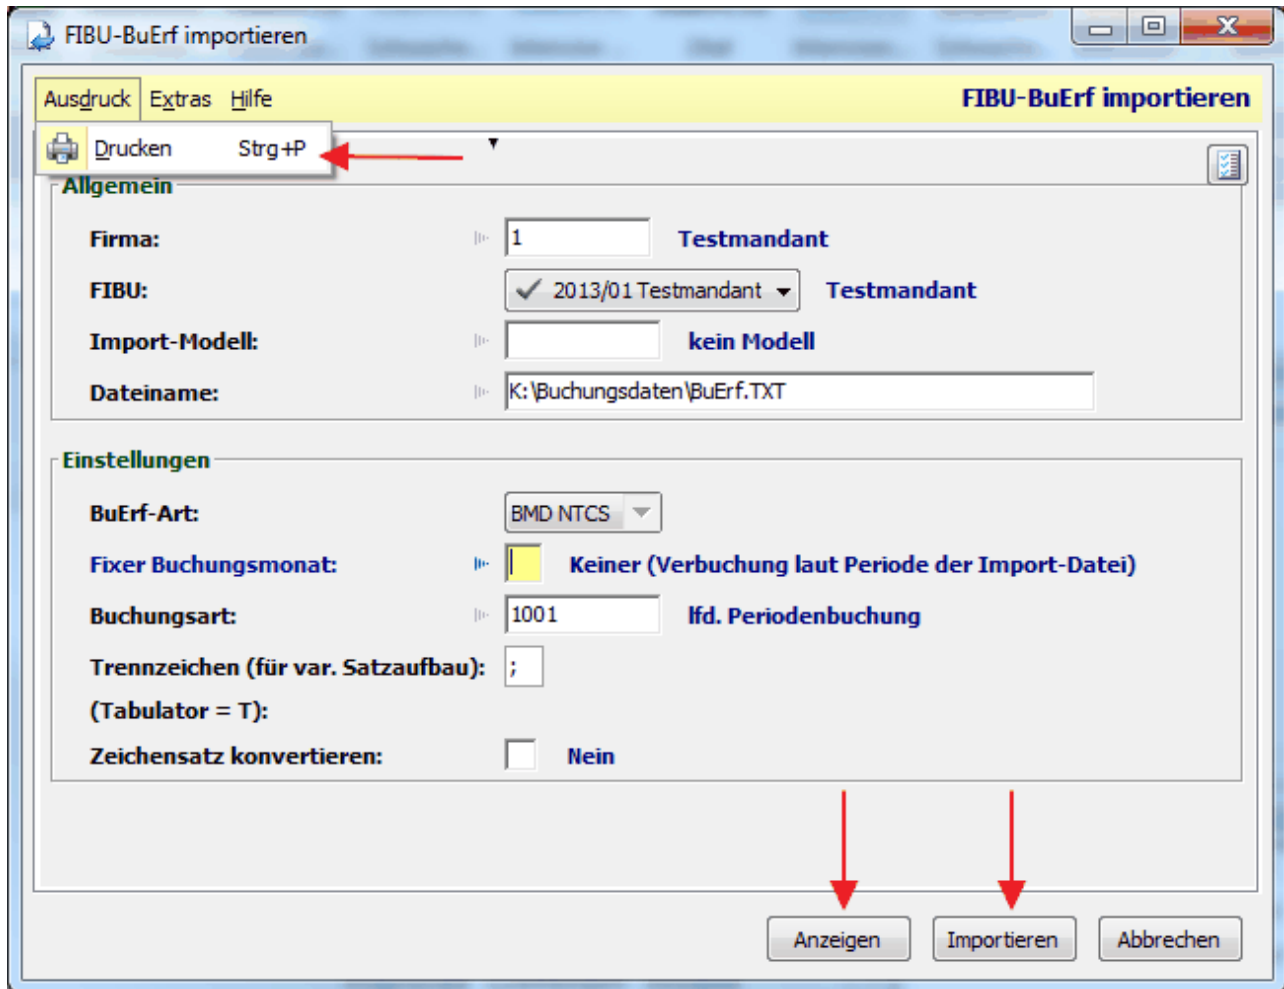 FIBU-BuErf importieren
Ausdruck Extras Hilfe FIBU-BuErf importieren
Drucken Strg+P
Allgemein
Firma: 1 Testmandant
FIBU: 2013/01 Testmandant Testmandant
Import-Modell: kein Modell
Dateiname: K:\Buchungsdaten\BuErf.TXT
Einstellungen
BuErf-Art: BMD NTCS
Fixer Buchungsmonat: Keiner (Verbuchung laut Periode der Import-Datei)
Buchungsart: 1001 lfd. Periodenbuchung
Trennzeichen (für var. Satzaufbau): ;
(Tabulator = T):
Zeichensatz konvertieren: Nein
Anzeigen Importieren Abbrechen